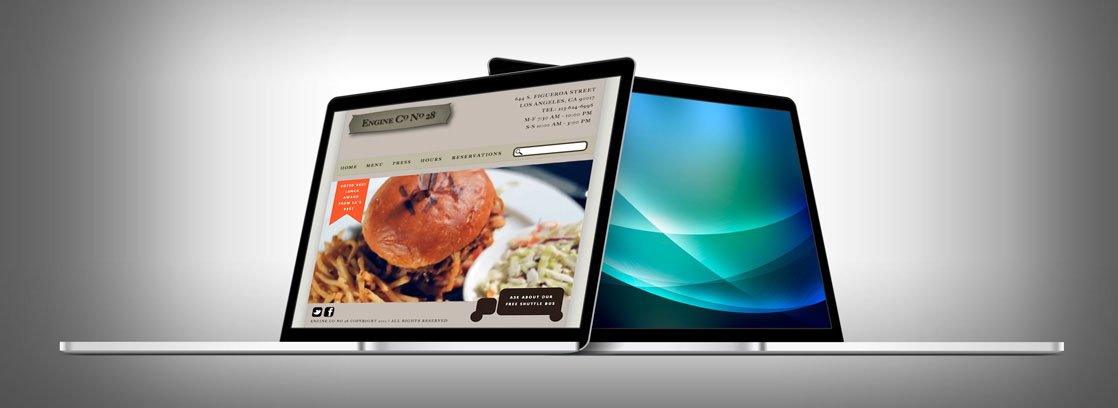 ENGINE CO NO 28
644 S. FIGUEROA STREET
LOS ANGELES, CA 90017
TEL: 213-624-6996
M-F 7:30 AM - 10:00 PM
S-S 11:00 AM - 3:00 PM
HOME MENU PRESS HOURS RESERVATIONS
VOTED BEST
LUNCH
AWARD
FROM LA'S
BEST
ASK ABOUT OUR
FREE SHUTTLE BUS
ENGINE CO NO 28 COPYRIGHT 2011 | ALL RIGHTS RESERVED